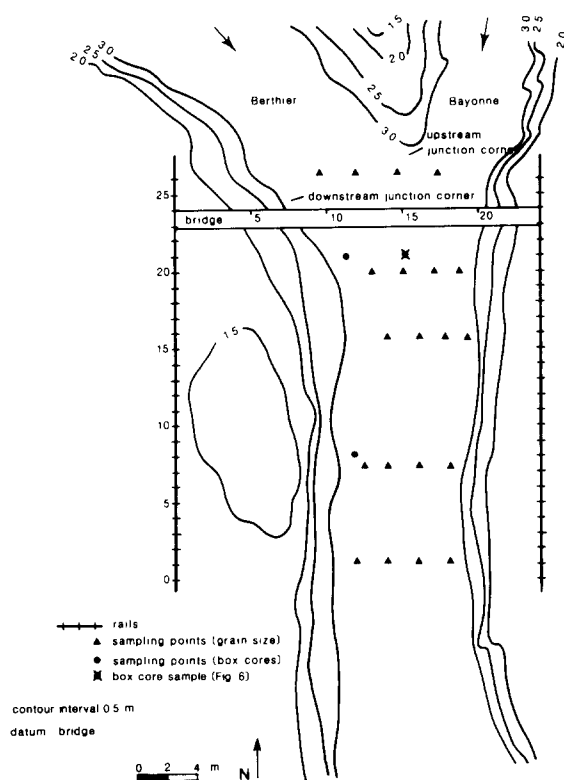 15
20
25
30
30
25
20
30
25
20
Berthier
Bayonne
upstream
junction corner
downstream junction corner
25
bridge
5
10
15
20
20
15
15
10
5
0
rails
sampling points (grain size)
sampling points (box cores)
box core sample (Fig 6)
contour interval 0.5 m
datum bridge
0 2 4 m
N